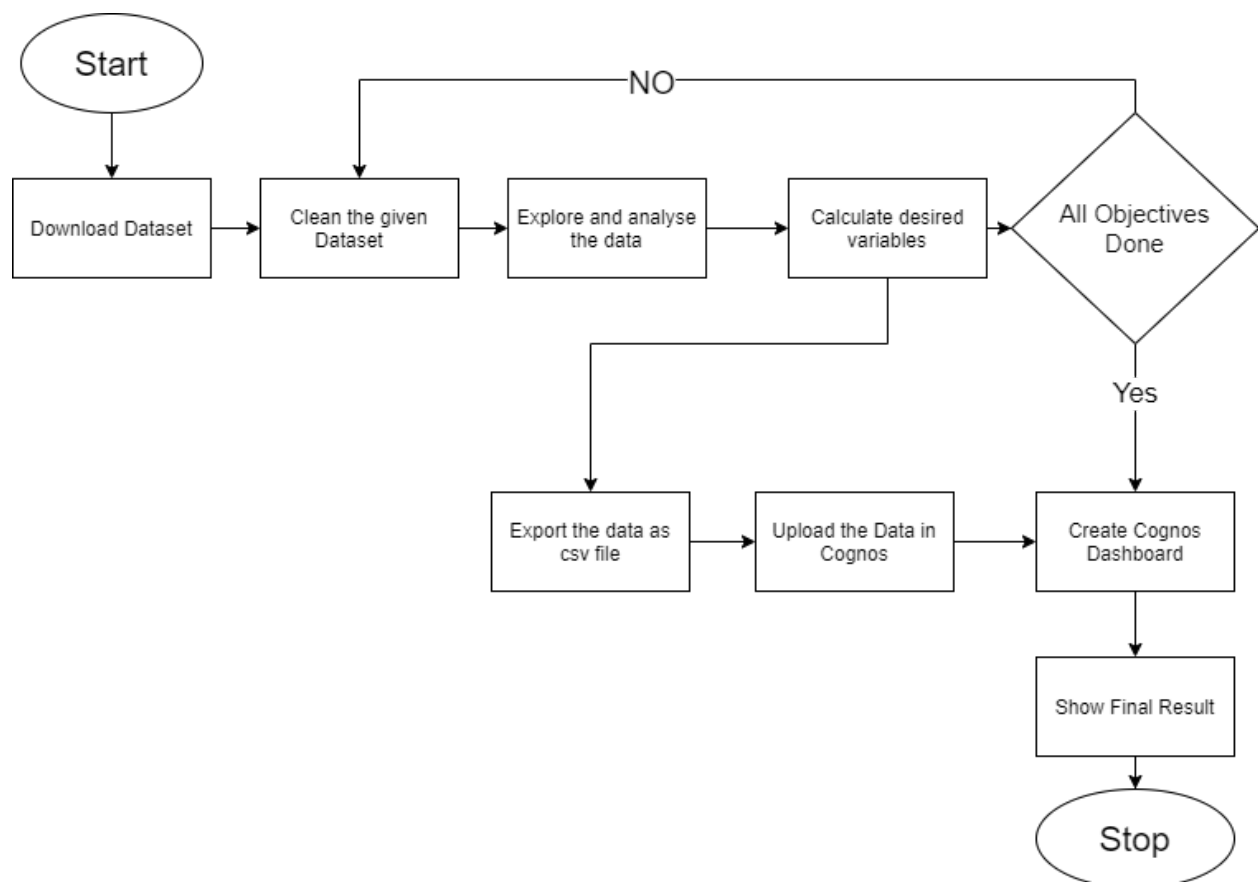 Start
NO
Download Dataset
Clean the given
Dataset
Explore and analyse
the data
Calculate desired
variables
All Objectives
Done
Yes
Export the data as
csv file
Upload the Data in
Cognos
Create Cognos
Dashboard
Show Final Result
Stop